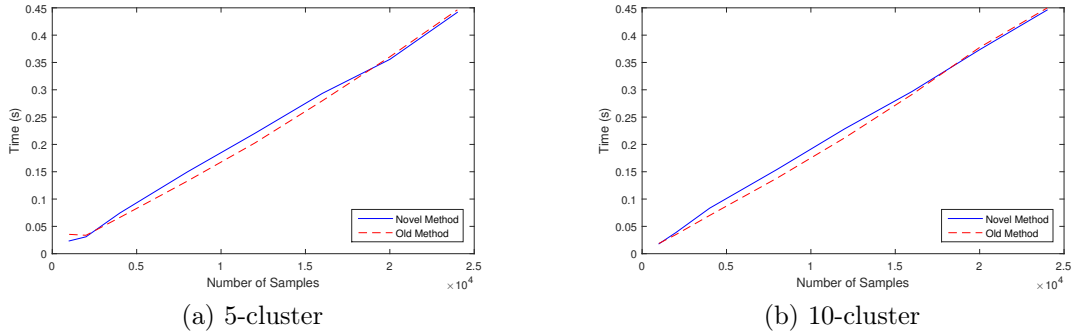 0.45
0.4
0.35
0.3
0.25
0.2
0.15
0.1
0.05
0
Time (s)
Novel Method
Old Method
0 0.5 1 1.5 2 2.5
Number of Samples
×10⁴
(a) 5-cluster
0.45
0.4
0.35
0.3
0.25
0.2
0.15
0.1
0.05
0
Time (s)
Novel Method
Old Method
0 0.5 1 1.5 2 2.5
Number of Samples
×10⁴
(b) 10-cluster